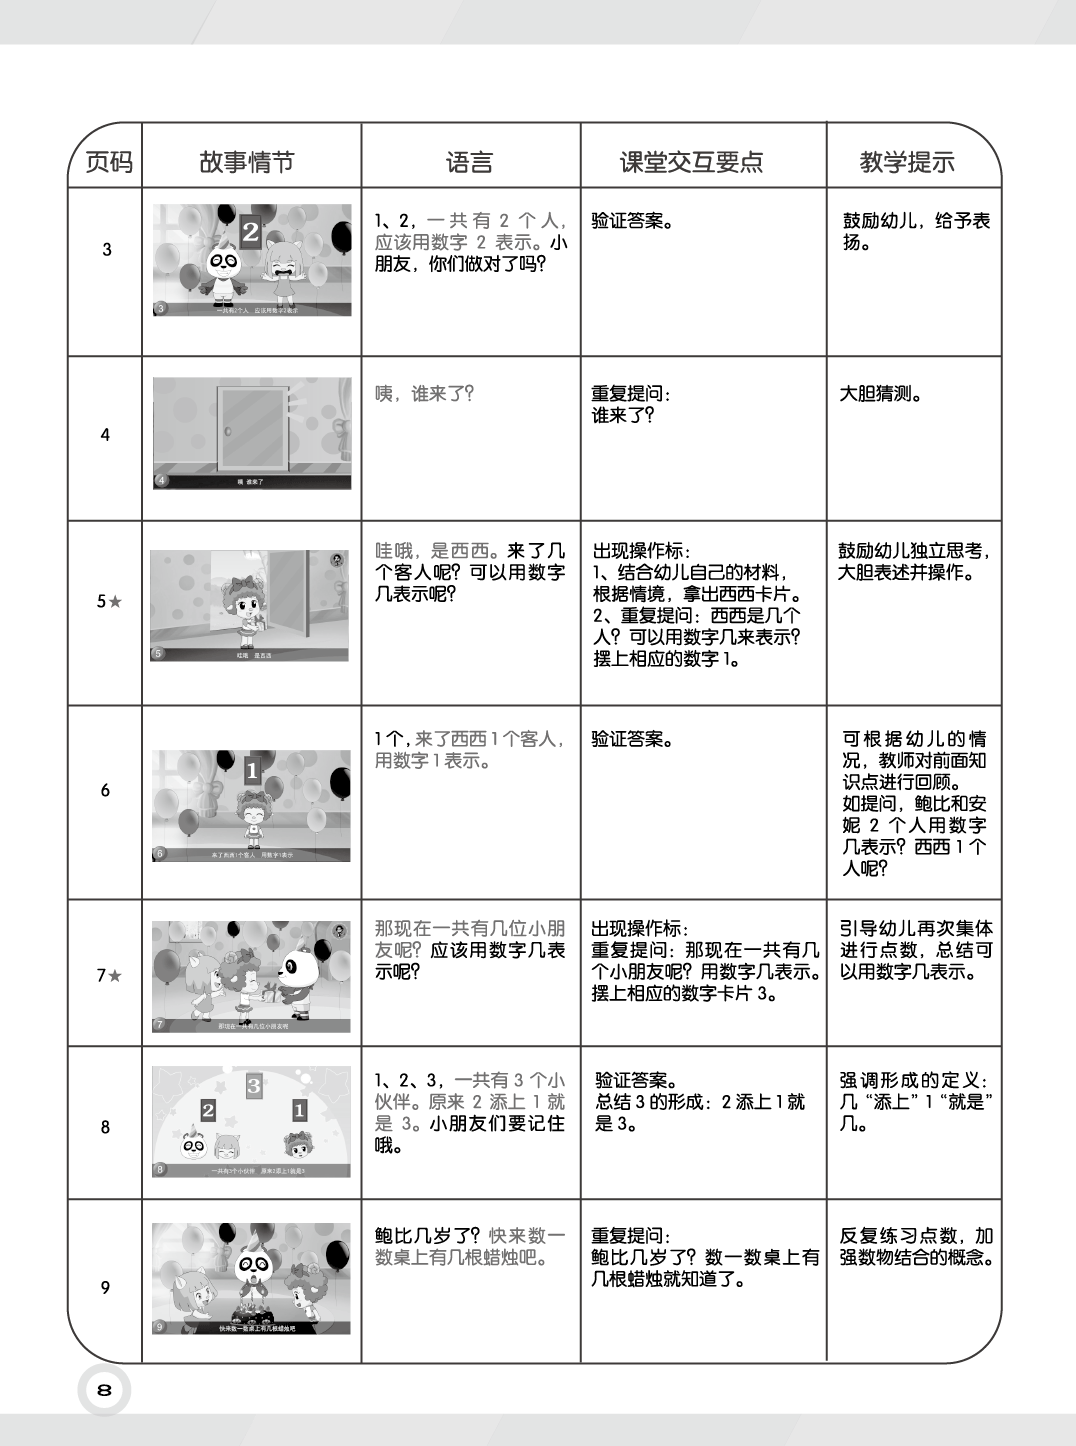 页码 故事情节 语言 课堂交互要点 教学提示
3
2
3
一共有2个人 应该用数字2表示
1、2，一共有 2 个人，
应该用数字 2 表示。小
朋友，你们做对了吗？
验证答案。
鼓励幼儿，给予表
扬。
4
4
咦 谁来了
咦，谁来了？
重复提问：
谁来了？
大胆猜测。
5★
5
哇哦 是西西
哇哦，是西西。来了几
个客人呢？可以用数字
几表示呢？
出现操作标：
1、结合幼儿自己的材料，
根据情境，拿出西西卡片。
2、重复提问：西西是几个
人？可以用数字几来表示？
摆上相应的数字 1。
鼓励幼儿独立思考，
大胆表述并操作。
6
1
6
来了西西1个客人 用数字1表示
1 个，来了西西 1 个客人，
用数字 1 表示。
验证答案。
可根据幼儿的情
况，教师对前面知
识点进行回顾。
如提问，鲍比和安
妮 2 个人用数字
几表示？西西 1 个
人呢？
7★
7
那现在一共有几位小朋友呢
那现在一共有几位小朋
友呢？应该用数字几表
示呢？
出现操作标：
重复提问：那现在一共有几
个小朋友呢？用数字几表示。
摆上相应的数字卡片 3。
引导幼儿再次集体
进行点数，总结可
以用数字几表示。
8
3
2
1
8
一共有3个小伙伴 原来2添上1就是3
1、2、3，一共有 3 个小
伙伴。原来 2 添上 1 就
是 3。小朋友们要记住
哦。
验证答案。
总结 3 的形成：2 添上 1 就
是 3。
强调形成的定义：
几“添上”1“就是”
几。
9
9
快来数一数桌上有几根蜡烛吧
鲍比几岁了？快来数一
数桌上有几根蜡烛吧。
重复提问：
鲍比几岁了？数一数桌上有
几根蜡烛就知道了。
反复练习点数，加
强数物结合的概念。
8